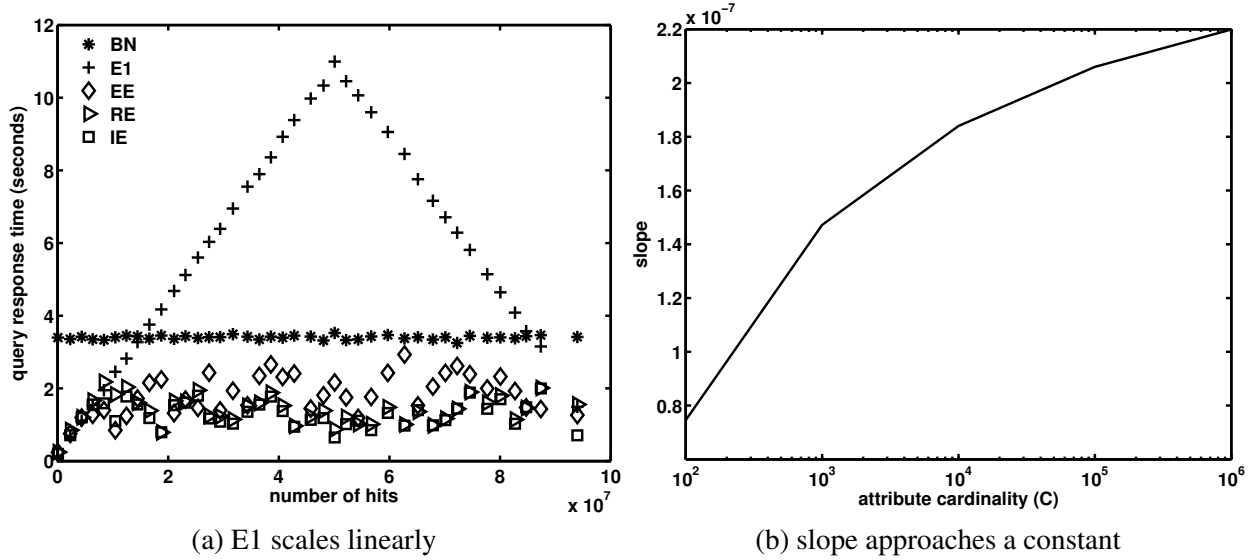 12
10
8
6
4
2
0
BN
E1
EE
RE
IE
query response time (seconds)
0 2 4 6 8 10
number of hits
x 10^7
(a) E1 scales linearly
x 10^-7
2.2
2
1.8
1.6
1.4
1.2
1
0.8
slope
10^2 10^3 10^4 10^5 10^6
attribute cardinality (C)
(b) slope approaches a constant